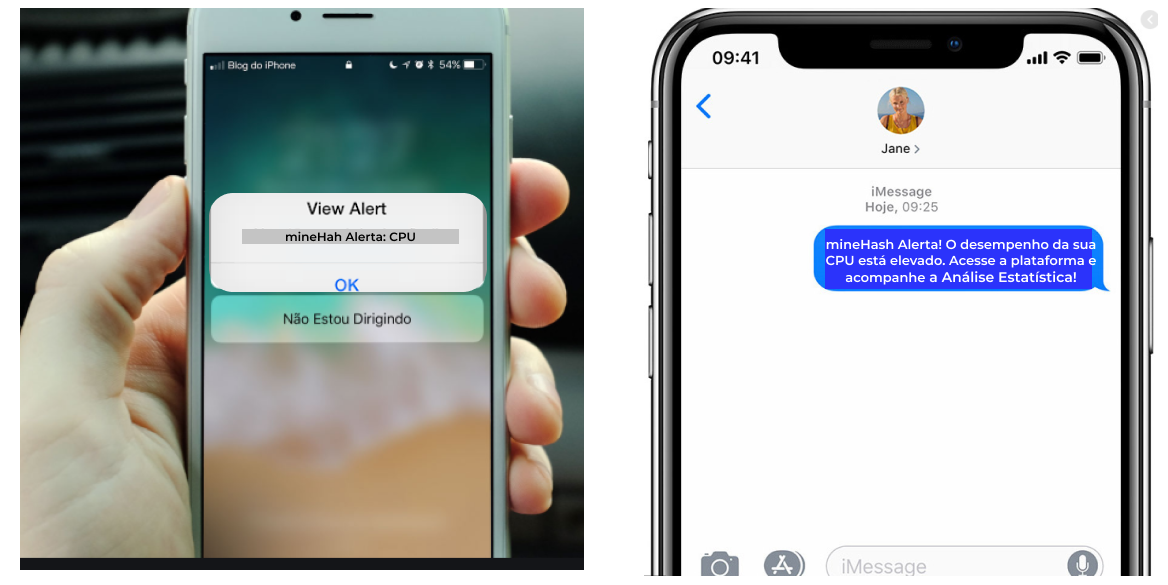 Blog do iPhone
54%
View Alert
mineHah Alerta: CPU
OK
Não Estou Dirigindo
09:41
Jane
iMessage
Hoje, 09:25
mineHash Alerta! O desempenho da sua
CPU está elevado. Acesse a plataforma e
acompanhe a Análise Estatística!
iMessage